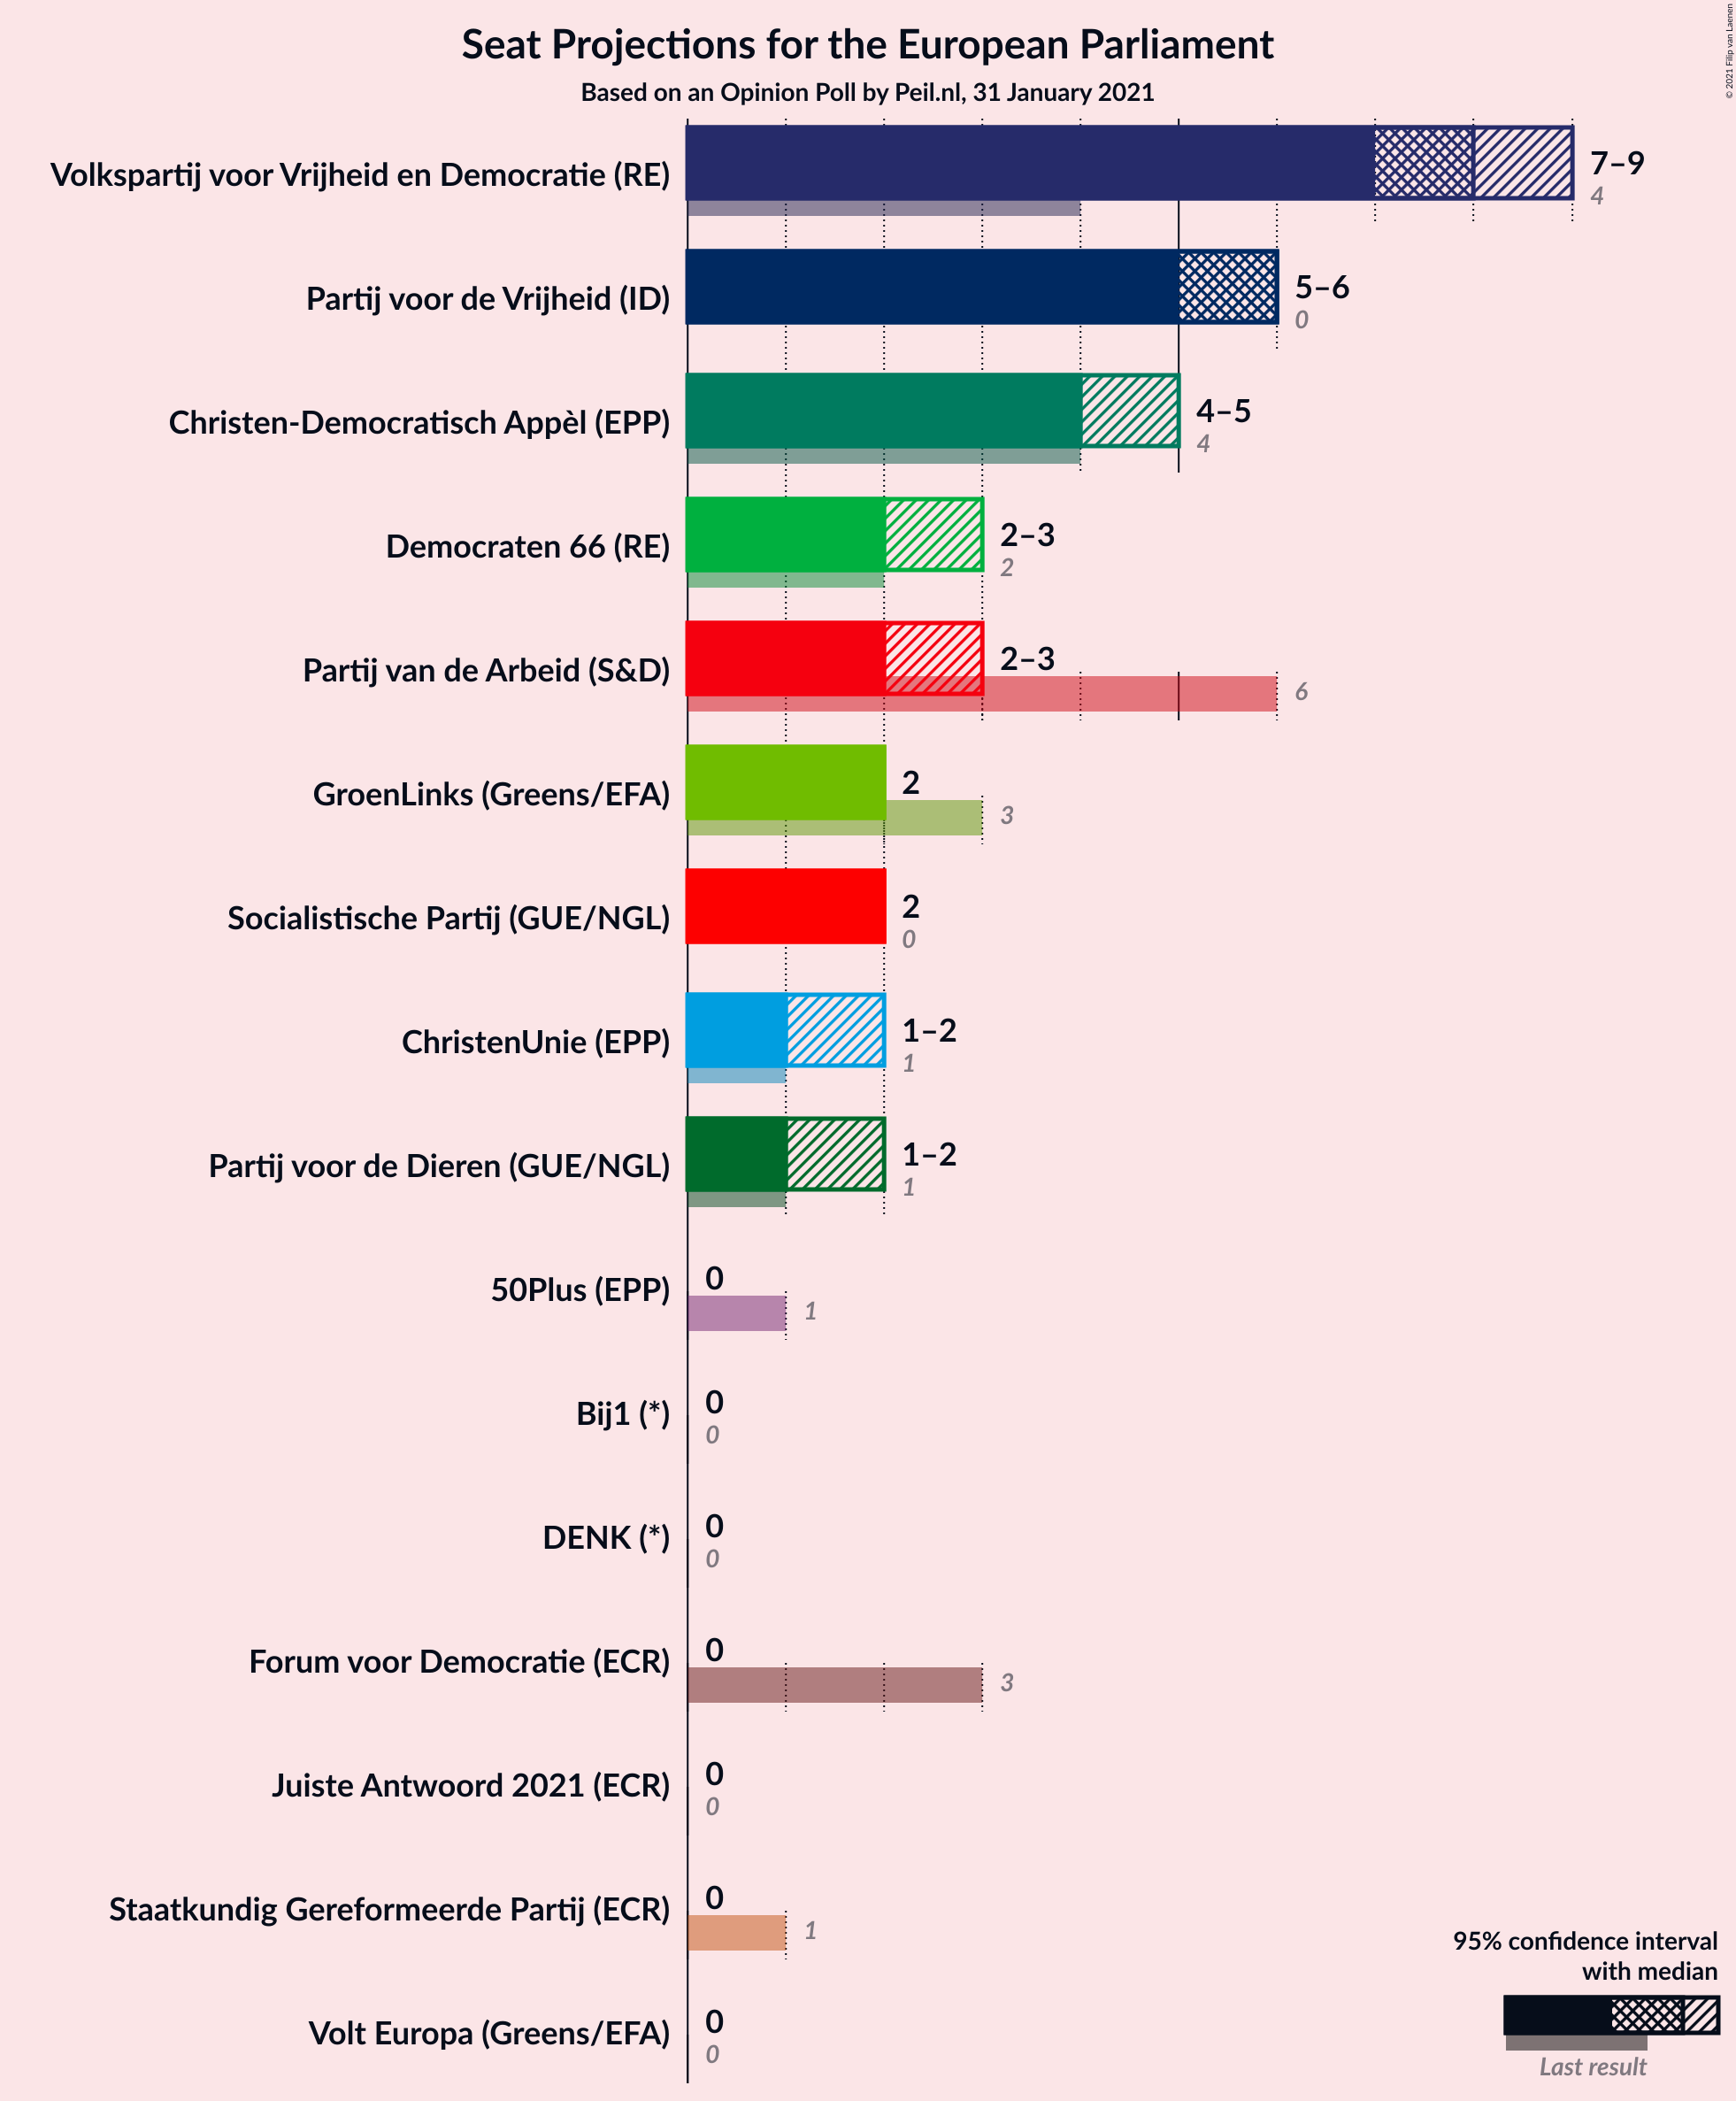 Seat Projections for the European Parliament
Based on an Opinion Poll by Peil.nl, 31 January 2021
© 2021 Filip van Laenen
Volkspartij voor Vrijheid en Democratie (RE)
7–9
4
Partij voor de Vrijheid (ID)
5–6
0
Christen-Democratisch Appèl (EPP)
4–5
4
Democraten 66 (RE)
2–3
2
Partij van de Arbeid (S&D)
2–3
6
GroenLinks (Greens/EFA)
2
3
Socialistische Partij (GUE/NGL)
2
0
ChristenUnie (EPP)
1–2
1
Partij voor de Dieren (GUE/NGL)
1–2
1
50Plus (EPP)
0
1
Bij1 (*)
0
0
DENK (*)
0
0
Forum voor Democratie (ECR)
0
3
Juiste Antwoord 2021 (ECR)
0
0
Staatkundig Gereformeerde Partij (ECR)
0
1
Volt Europa (Greens/EFA)
0
0
95% confidence interval
with median
Last result